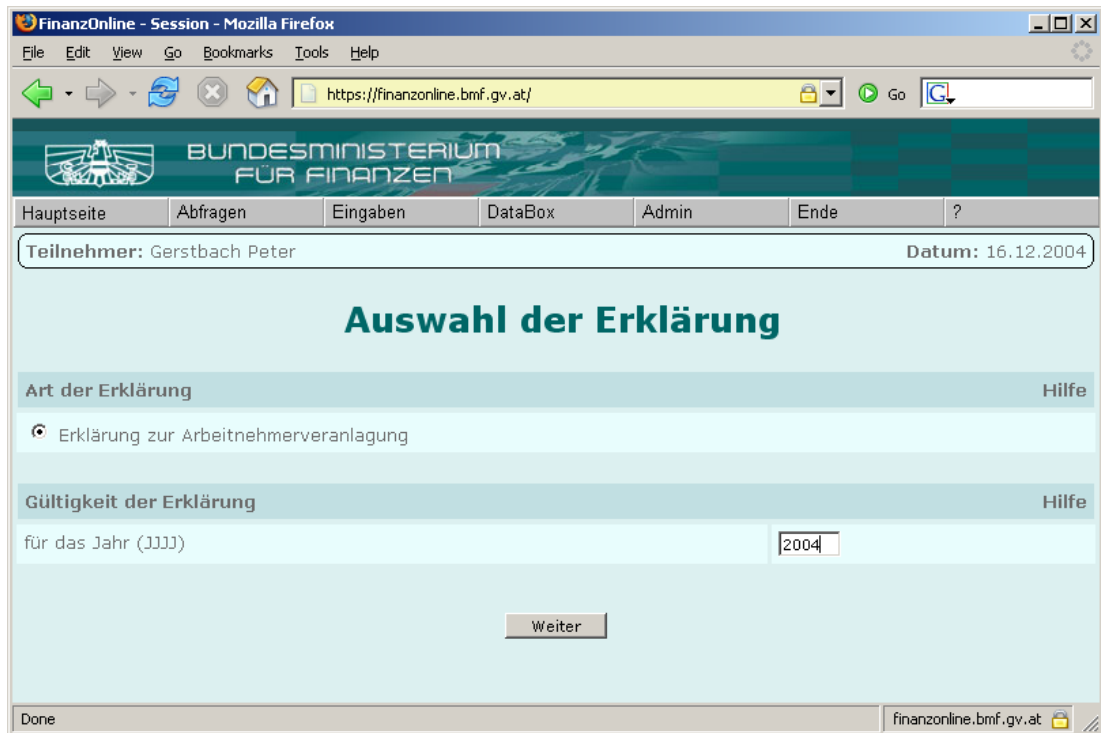 FinanzOnline - Session - Mozilla Firefox
File Edit View Go Bookmarks Tools Help
https://finanzonline.bmf.gv.at/ Go G
BUNDESMINISTERIUM
FÜR FINANZEN
Hauptseite Abfragen Eingaben DataBox Admin Ende ?
Teilnehmer: Gerstbach Peter Datum: 16.12.2004
Auswahl der Erklärung
Art der Erklärung Hilfe
Erklärung zur Arbeitnehmerveranlagung
Gültigkeit der Erklärung Hilfe
für das Jahr (JJJJ) 2004
Weiter
Done finanzonline.bmf.gv.at